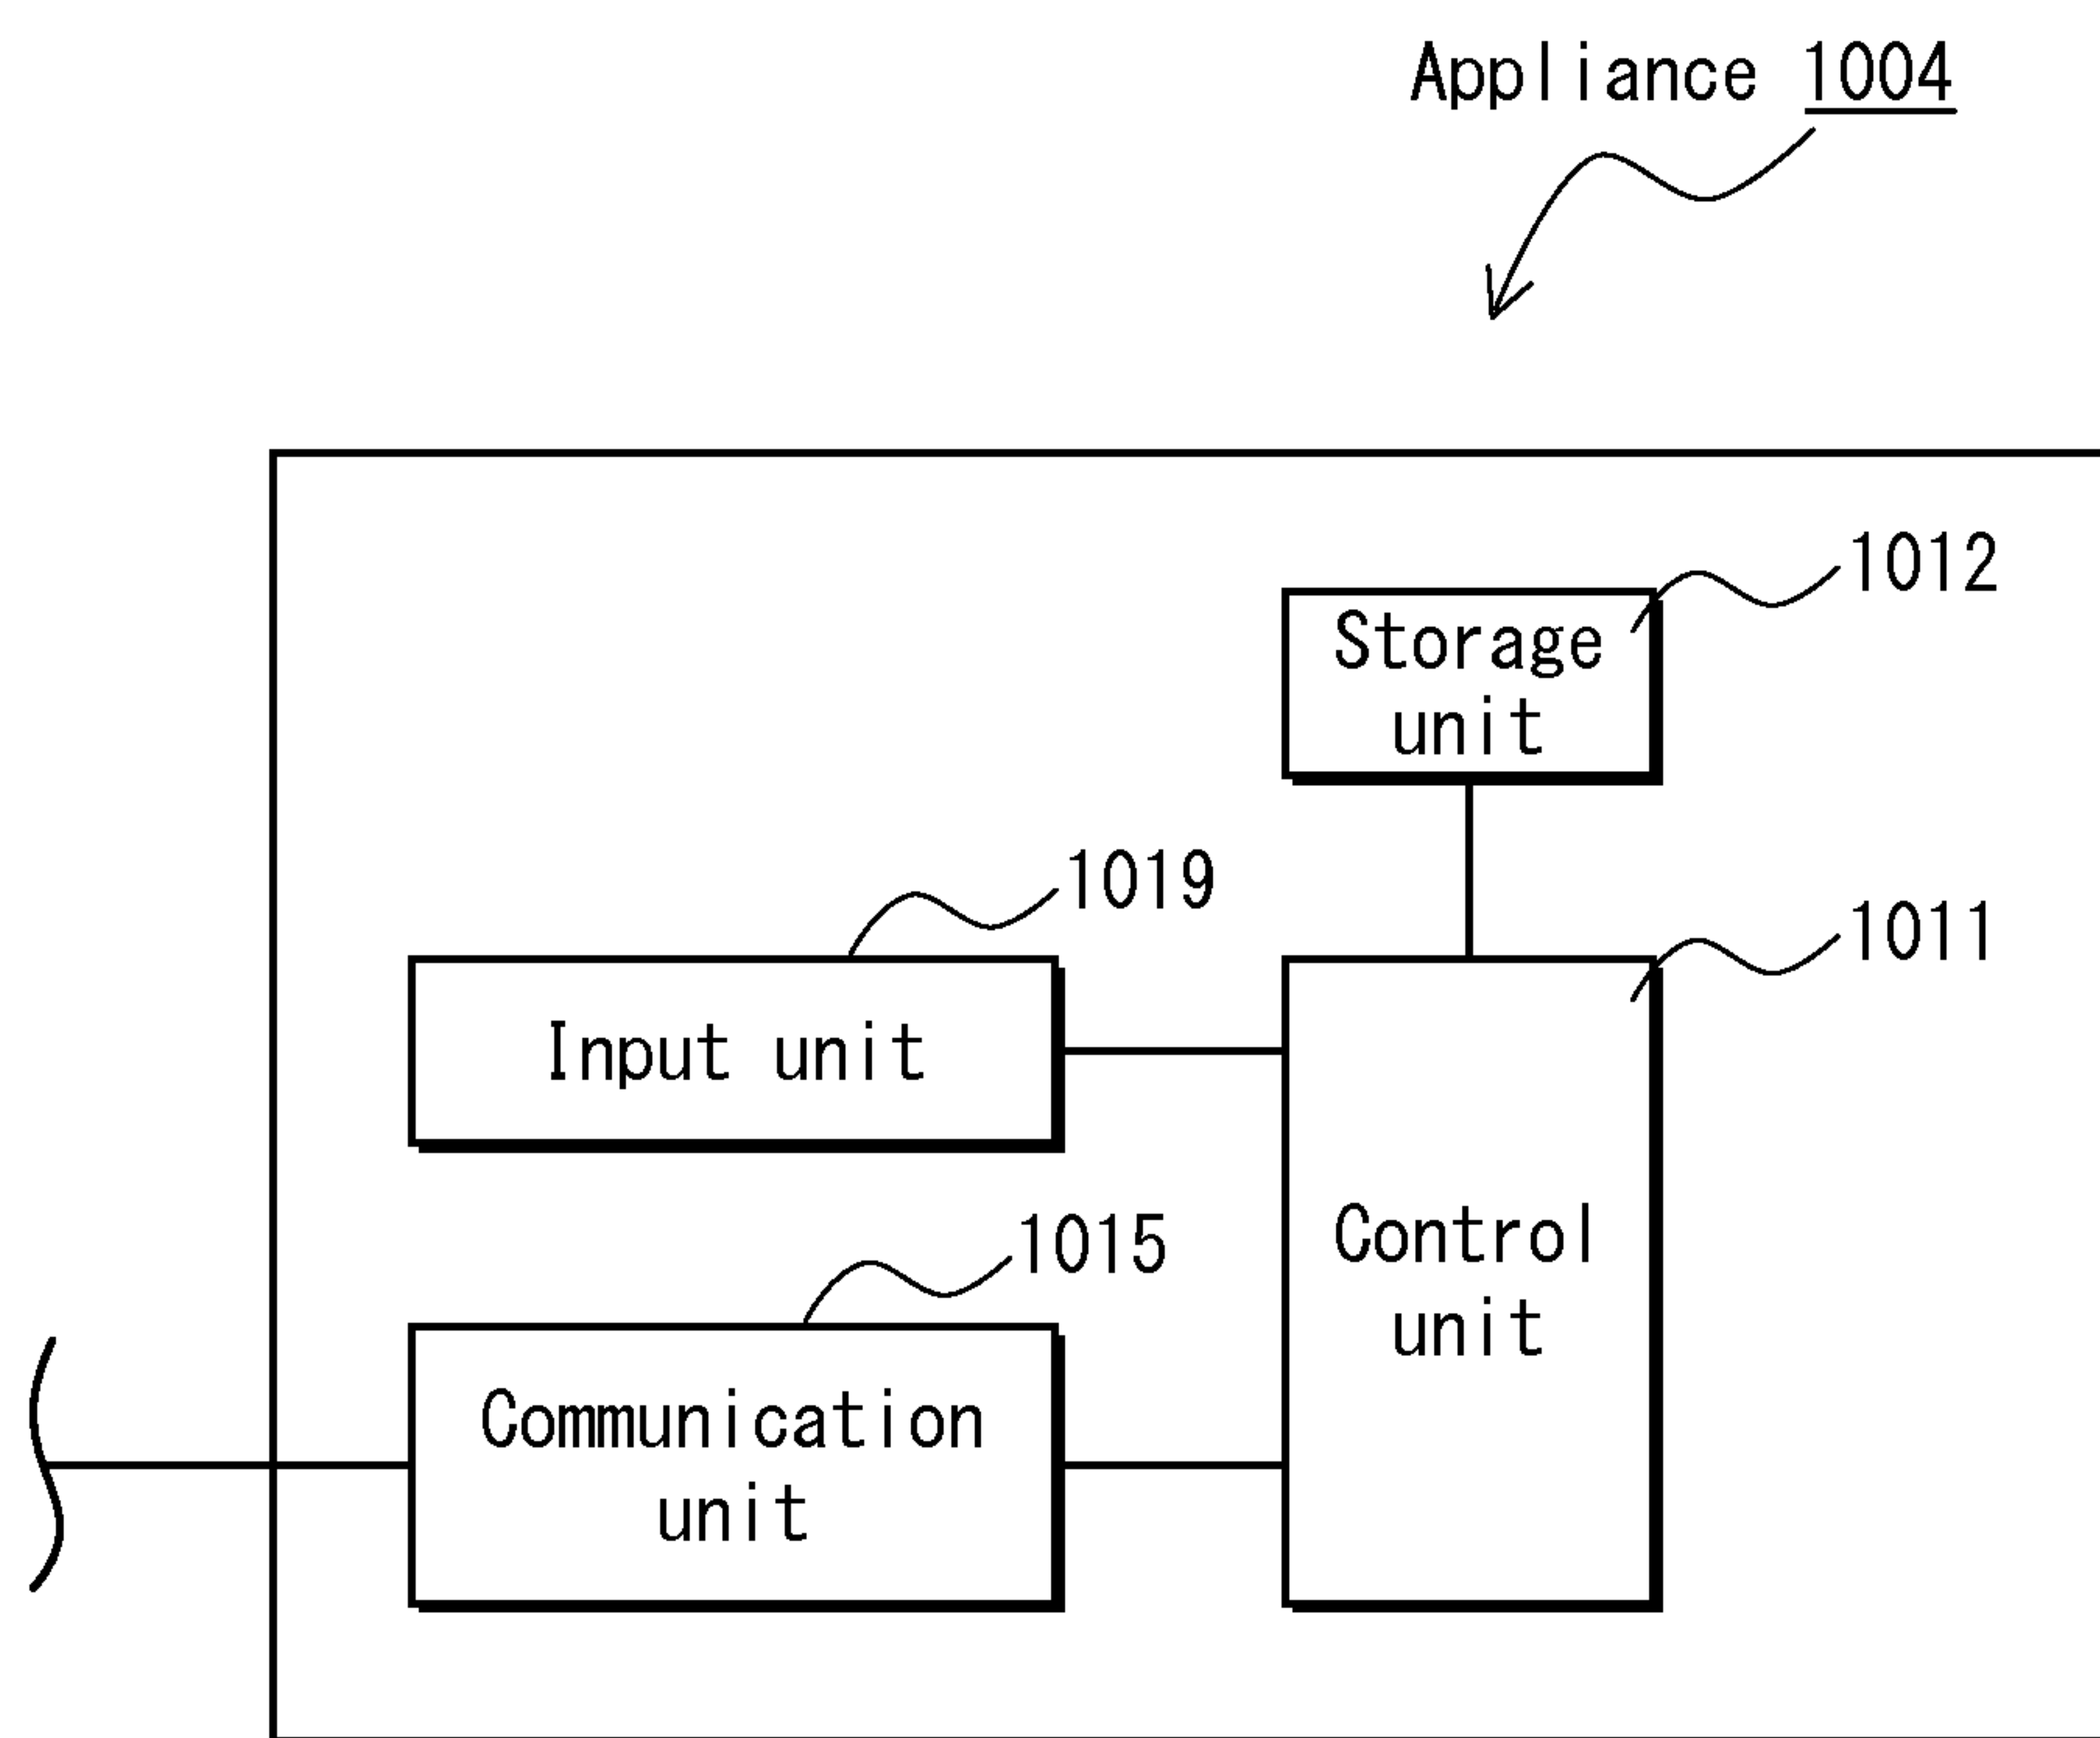 Appliance 1004
1012
Storage
unit
1019
1011
Input unit
1015
Control
unit
Communication
unit